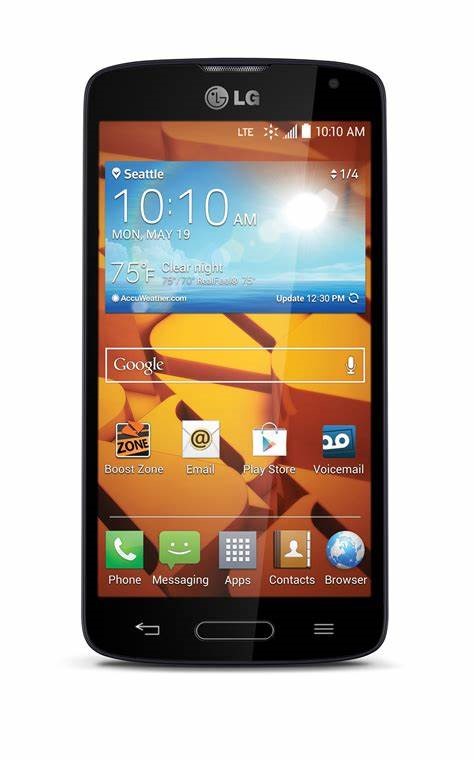 LG
LTE 10:10 AM
Seattle 1/4
10:10 AM
MON, MAY 19
75°F Clear night
75°/70° RealFeel® 75°
AccuWeather.com Update 12:30 PM
Google
ZONE @
Boost Zone Email Play Store Voicemail
Phone Messaging Apps Contacts Browser